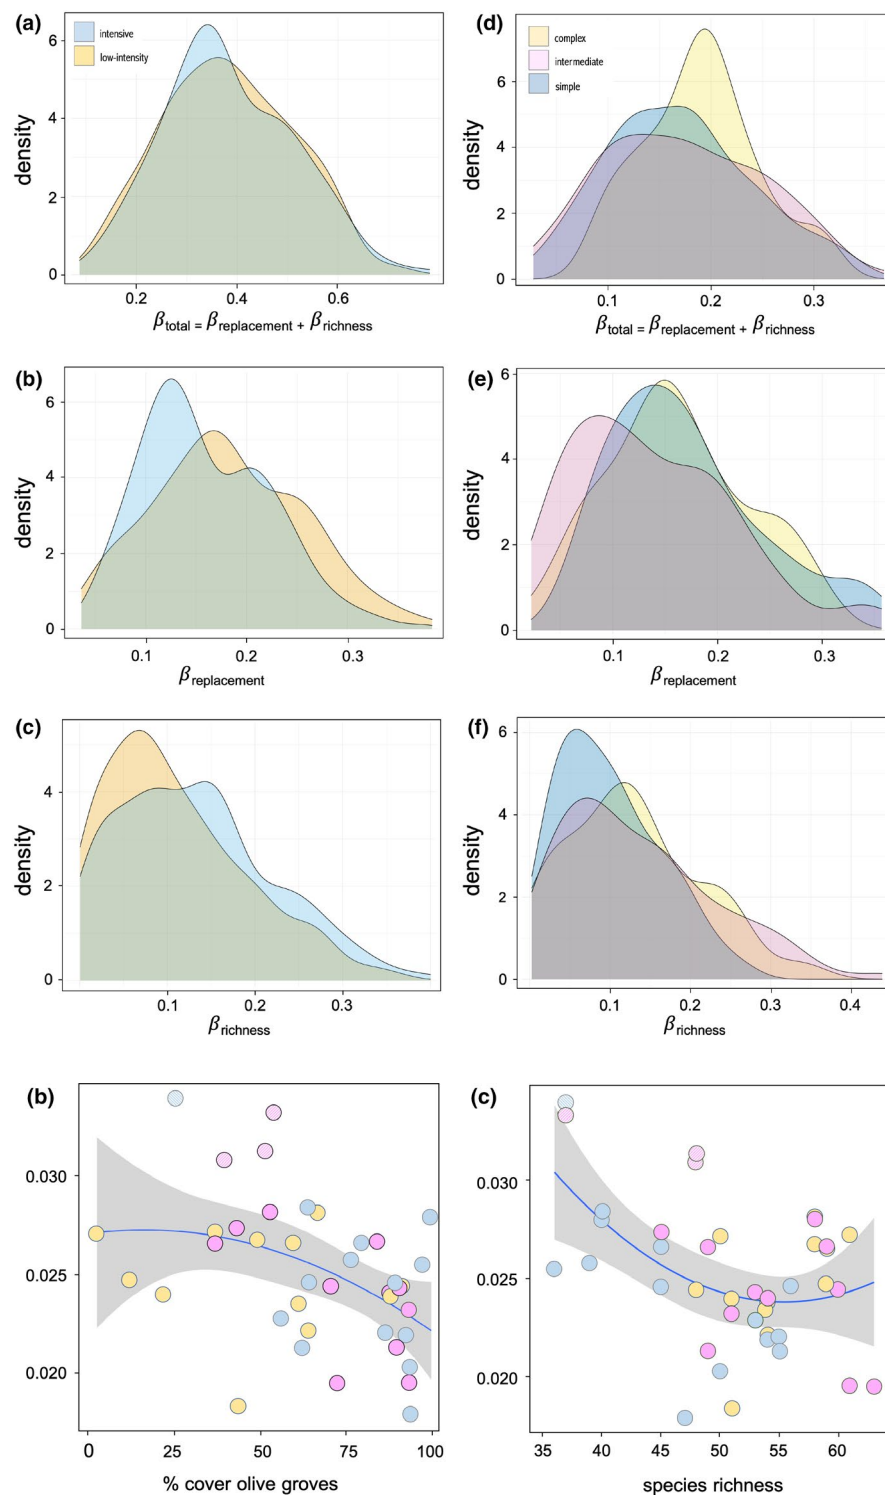 (a)
intensive
low-intensity
6
4
2
0
density
0.2 0.4 0.6
βtotal = βreplacement + βrichness
(d)
complex
intermediate
simple
6
4
2
0
density
0.1 0.2 0.3
βtotal = βreplacement + βrichness
(b)
6
4
2
0
density
0.1 0.2 0.3
βreplacement
(e)
6
4
2
0
density
0.1 0.2 0.3
βreplacement
(c)
4
2
0
density
0.1 0.2 0.3
βrichness
(f)
6
4
2
0
density
0.1 0.2 0.3 0.4
βrichness
(b)
0.030
0.025
0.020
0 25 50 75 100
% cover olive groves
(c)
0.030
0.025
0.020
35 40 45 50 55 60
species richness